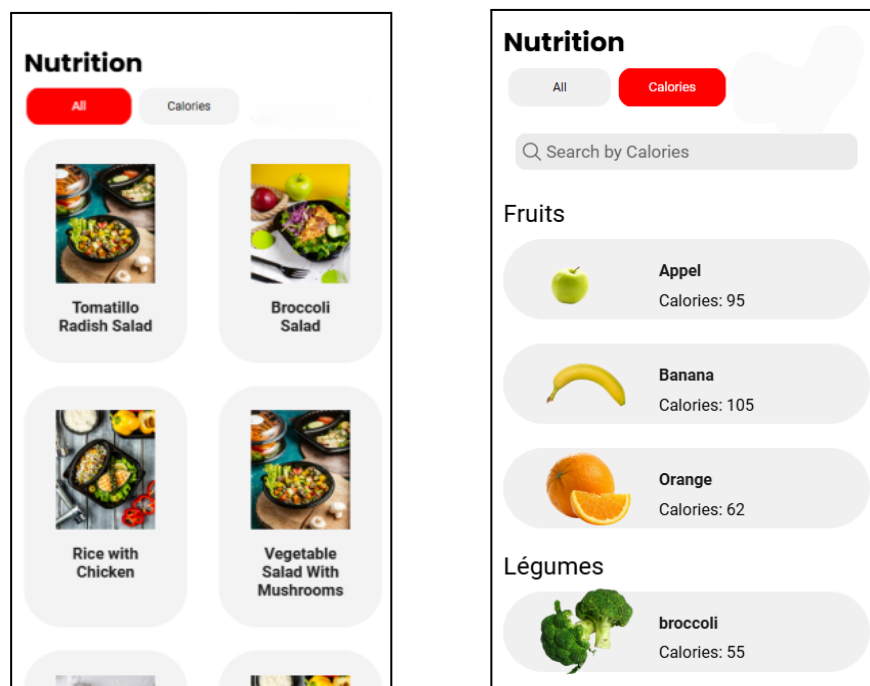 Nutrition
All
Calories
Tomatillo
Radish Salad
Broccoli
Salad
Rice with
Chicken
Vegetable
Salad With
Mushrooms
Nutrition
All
Calories
Search by Calories
Fruits
Appel
Calories: 95
Banana
Calories: 105
Orange
Calories: 62
Légumes
broccoli
Calories: 55